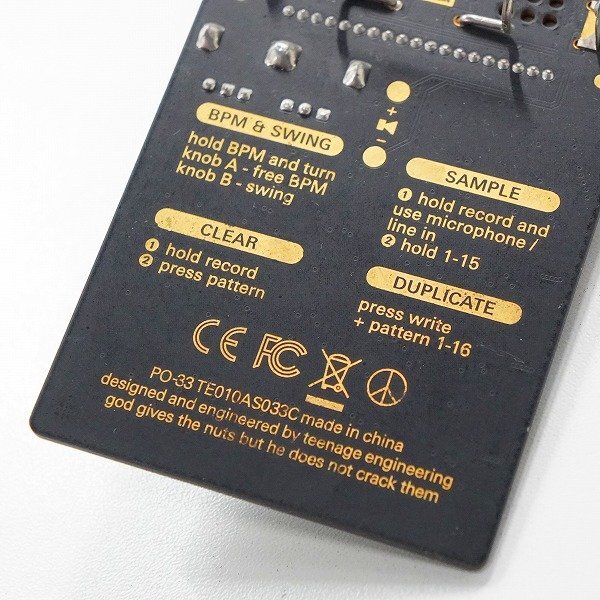 BPM & SWING
hold BPM and turn
knob A - free BPM
knob B - swing
SAMPLE
1 hold record and
use microphone /
line in
2 hold 1-15
CLEAR
1 hold record
2 press pattern
DUPLICATE
press write
+ pattern 1-16
CE FC
PO-33 TE010AS033C made in china
designed and engineered by teenage engineering
god gives the nuts but he does not crack them